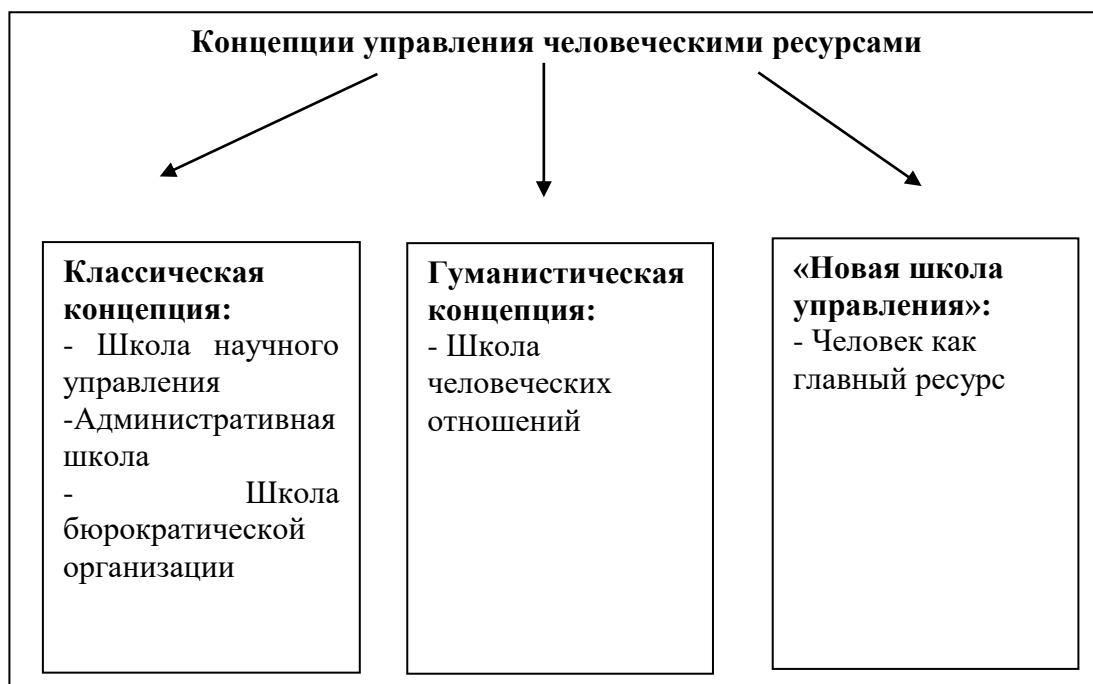 Концепции управления человеческими ресурсами
Классическая
концепция:
- Школа научного
управления
-Административная
школа
- Школа
бюрократической
организации
Гуманистическая
концепция:
- Школа
человеческих
отношений
«Новая школа
управления»:
- Человек как
главный ресурс